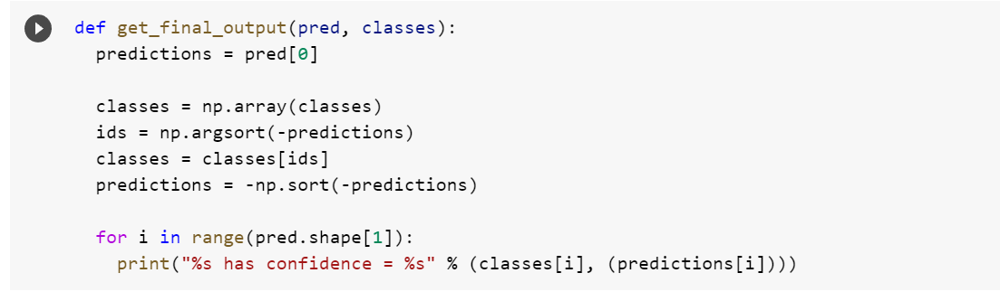 def get_final_output(pred, classes):
  predictions = pred[0]

  classes = np.array(classes)
  ids = np.argsort(-predictions)
  classes = classes[ids]
  predictions = -np.sort(-predictions)

  for i in range(pred.shape[1]):
    print("%s has confidence = %s" % (classes[i], (predictions[i])))